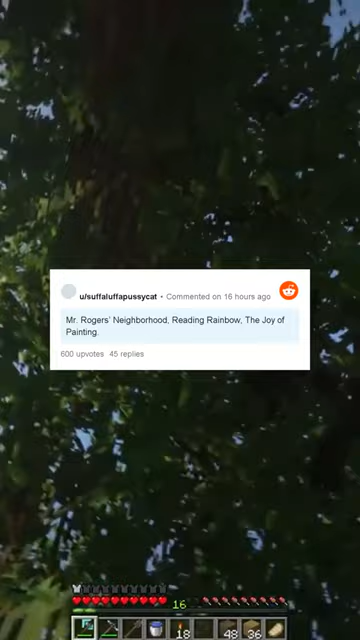 u/suffaluffapussycat • Commented on 16 hours ago
Mr. Rogers' Neighborhood, Reading Rainbow, The Joy of
Painting.
600 upvotes 45 replies
16
18 48 36